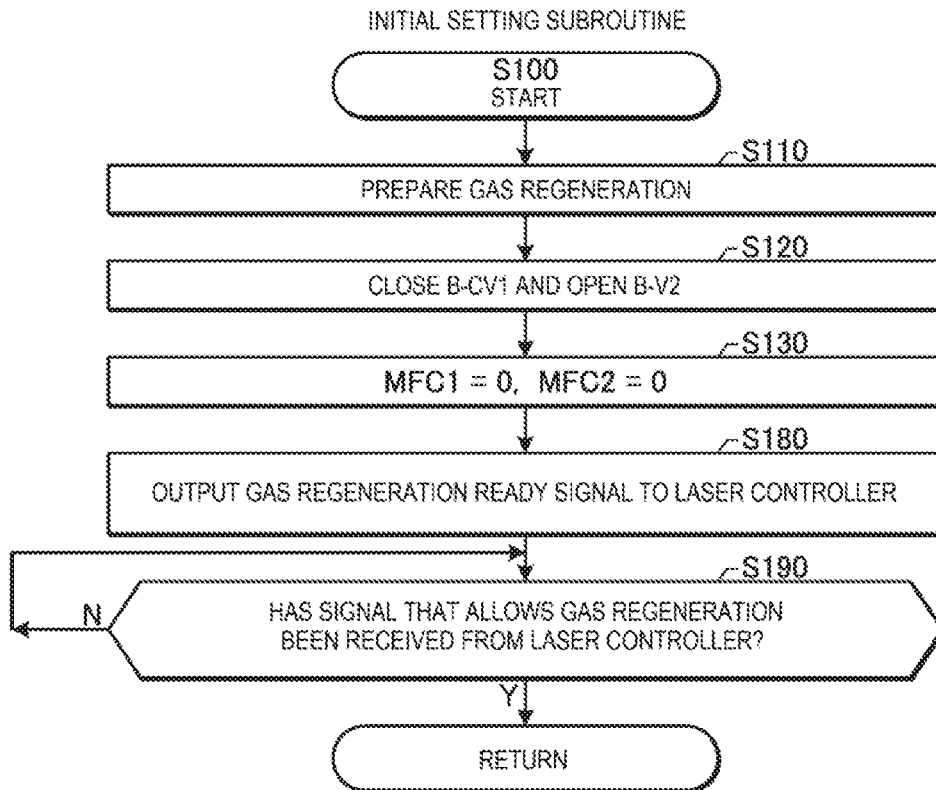 INITIAL SETTING SUBROUTINE
S100
START
S110
PREPARE GAS REGENERATION
S120
CLOSE B-CV1 AND OPEN B-V2
S130
MFC1 = 0, MFC2 = 0
S180
OUTPUT GAS REGENERATION READY SIGNAL TO LASER CONTROLLER
S190
N
HAS SIGNAL THAT ALLOWS GAS REGENERATION
BEEN RECEIVED FROM LASER CONTROLLER?
Y
RETURN